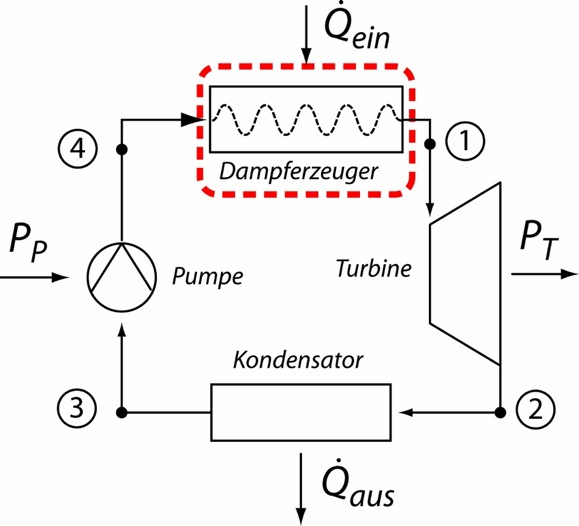 Q̇ein
Dampferzeuger
4
1
PP
Pumpe
Turbine
PT
Kondensator
3
2
Q̇aus